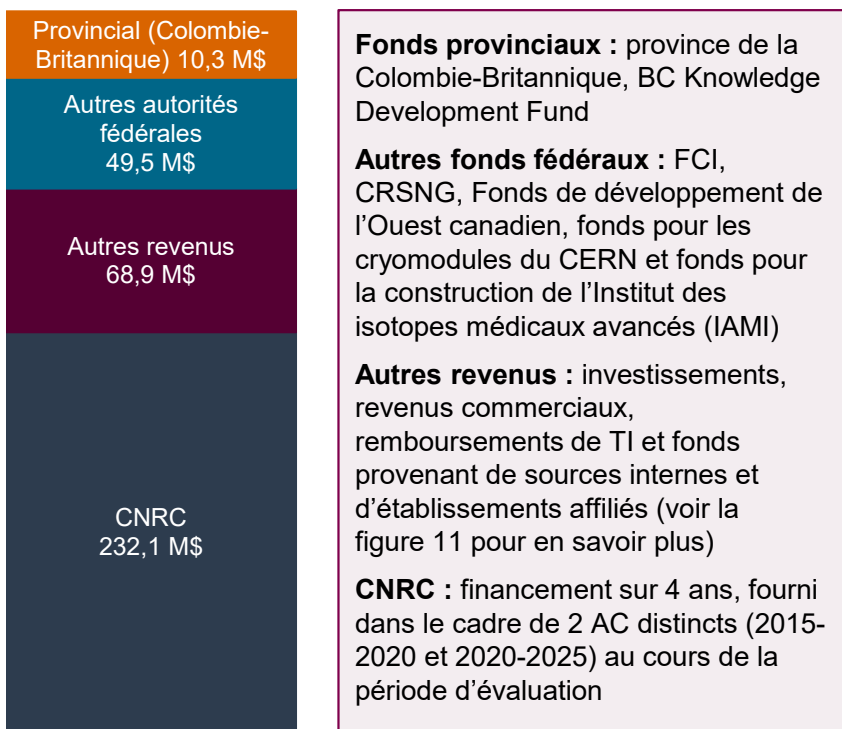 Provincial (Colombie-
Britannique) 10,3 M$
Autres autorités
fédérales
49,5 M$
Autres revenus
68,9 M$
CNRC
232,1 M$
Fonds provinciaux : province de la
Colombie-Britannique, BC Knowledge
Development Fund
Autres fonds fédéraux : FCI,
CRSNG, Fonds de développement de
l’Ouest canadien, fonds pour les
cryomodules du CERN et fonds pour
la construction de l’Institut des
isotopes médicaux avancés (IAMI)
Autres revenus : investissements,
revenus commerciaux,
remboursements de TI et fonds
provenant de sources internes et
d’établissements affiliés (voir la
figure 11 pour en savoir plus)
CNRC : financement sur 4 ans, fourni
dans le cadre de 2 AC distincts (2015-
2020 et 2020-2025) au cours de la
période d’évaluation